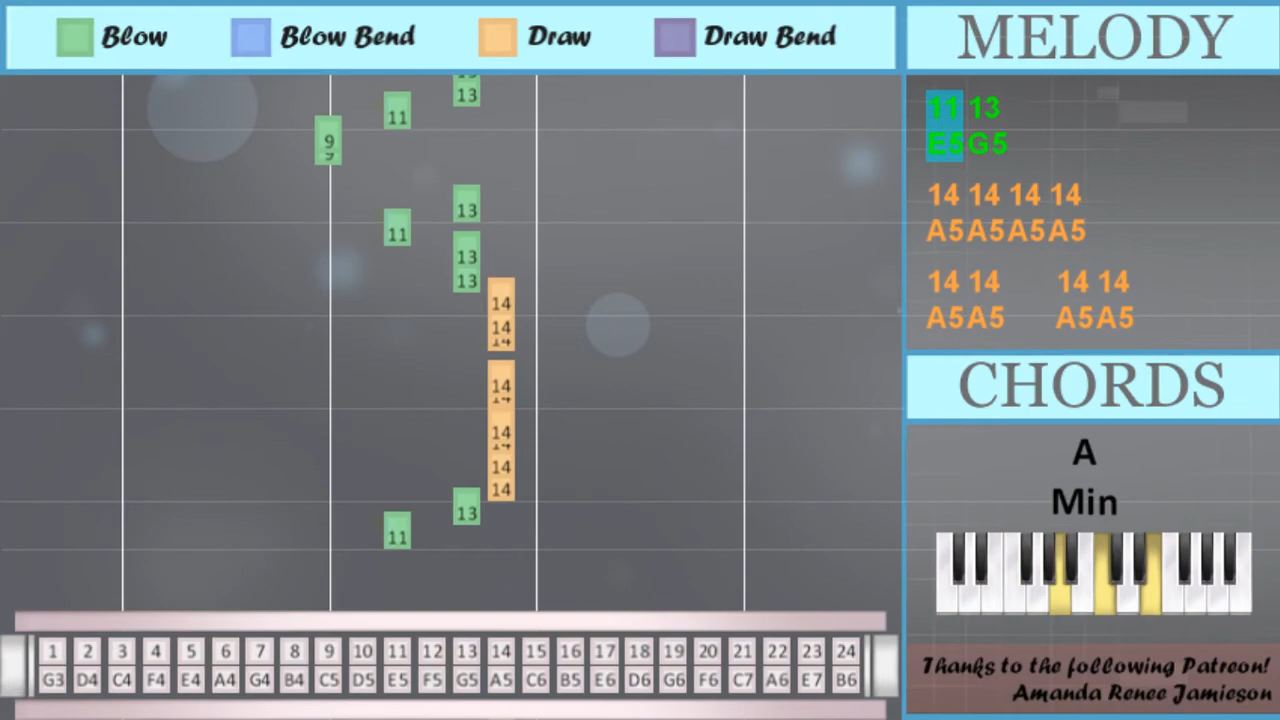 Blow Blow Bend Draw Draw Bend
MELODY
11 13
E5 G5
14 14 14 14
A5 A5 A5 A5
14 14 14 14
A5 A5 A5 A5
CHORDS
A
Min
Thanks to the following Patreon!
Amanda Renee Jamieson
13
11
9
13
11
13
13
14
14
14
14
14
14
14
13
11
1 2 3 4 5 6 7 8 9 10 11 12 13 14 15 16 17 18 19 20 21 22 23 24
G3 D4 C4 F4 E4 A4 G4 B4 C5 D5 E5 F5 G5 A5 C6 B5 E6 D6 G6 F6 C7 A6 E7 B6